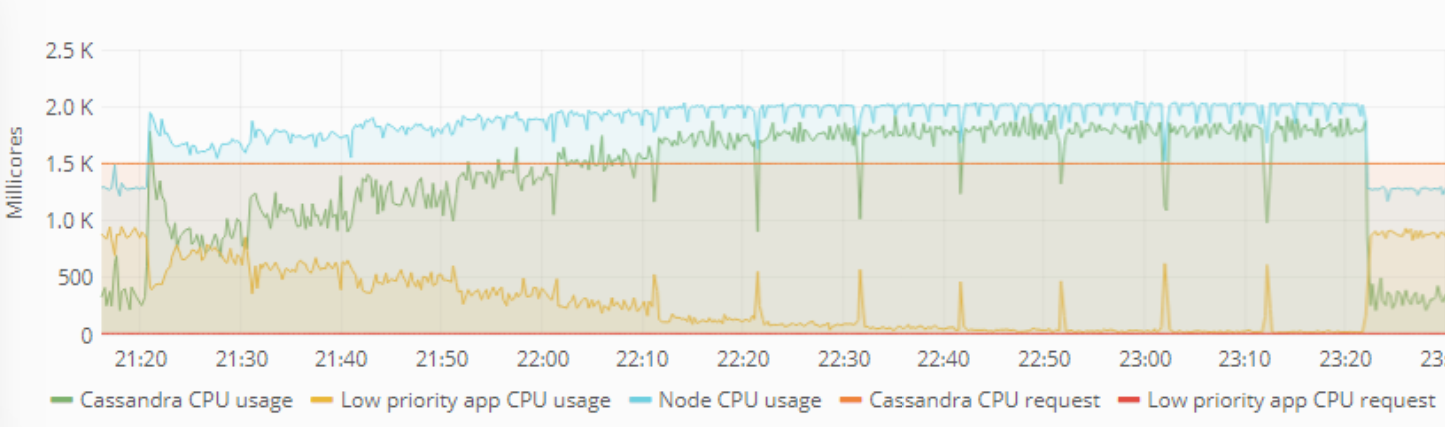 Millicores
2.5 K
2.0 K
1.5 K
1.0 K
500
0
21:20 21:30 21:40 21:50 22:00 22:10 22:20 22:30 22:40 22:50 23:00 23:10 23:20 23:
Cassandra CPU usage Low priority app CPU usage Node CPU usage Cassandra CPU request Low priority app CPU request